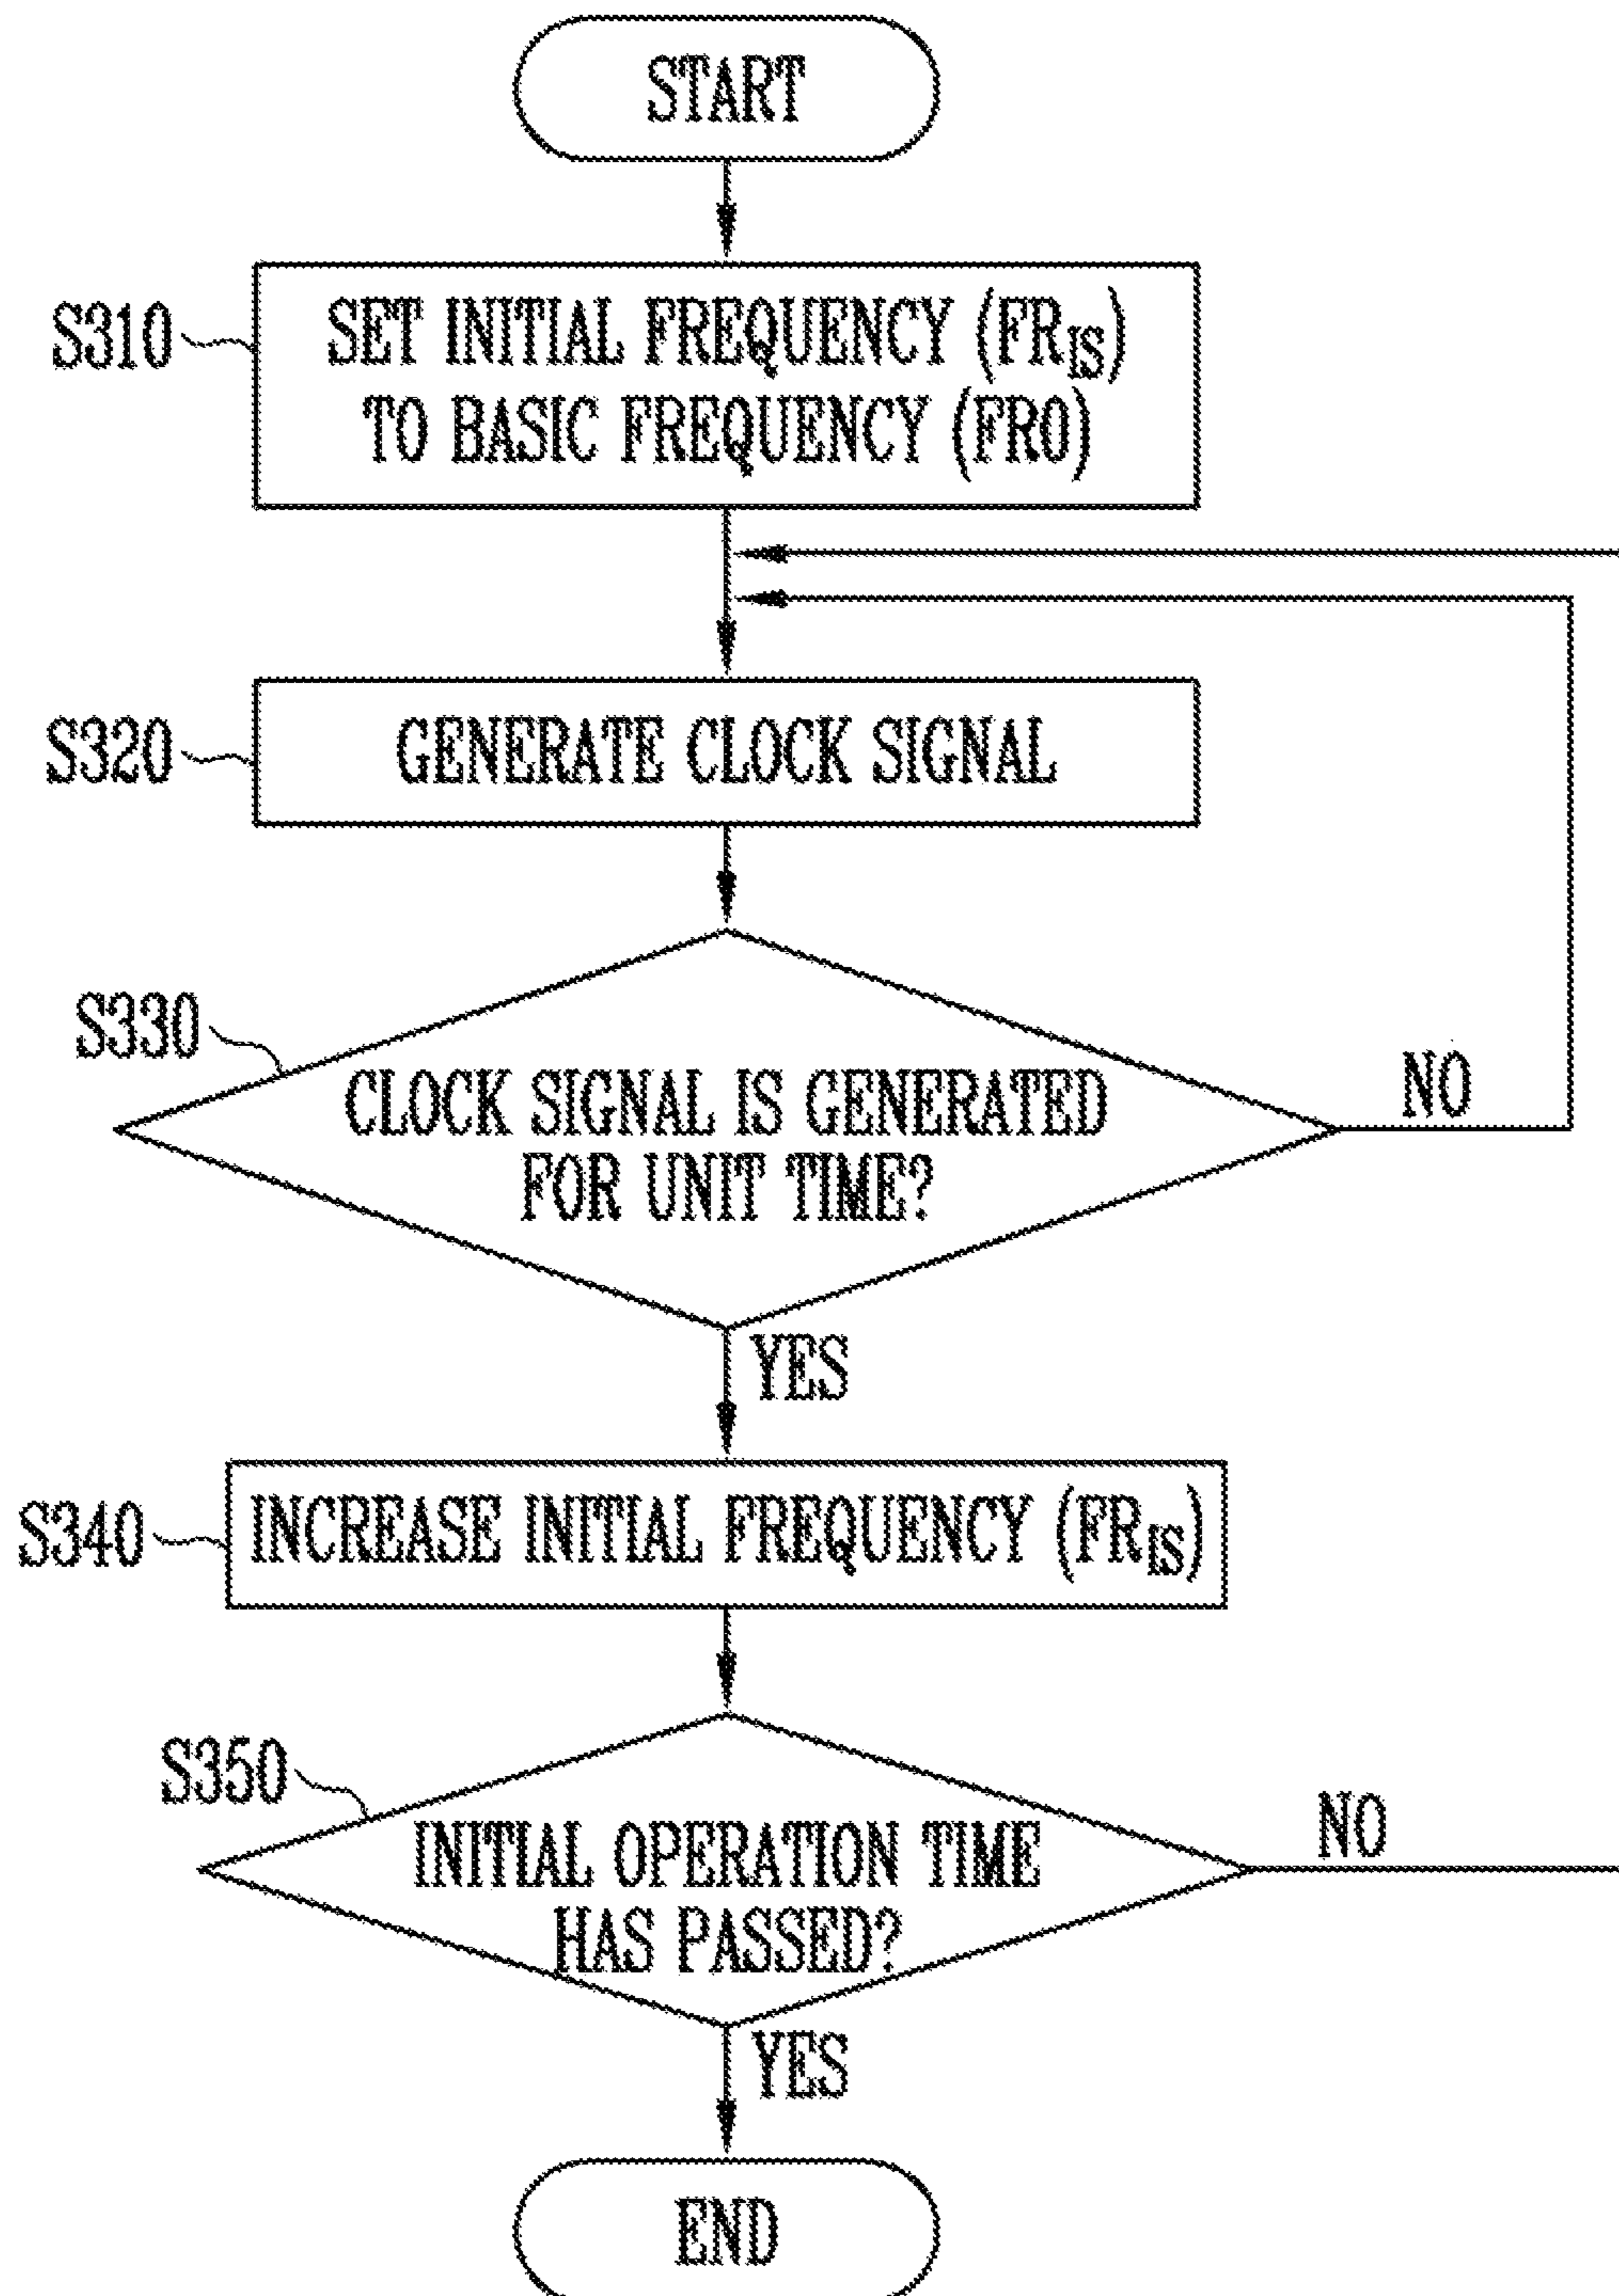 START
S310
SET INITIAL FREQUENCY (FRIS)
TO BASIC FREQUENCY (FR0)
S320
GENERATE CLOCK SIGNAL
S330
CLOCK SIGNAL IS GENERATED
FOR UNIT TIME?
NO
YES
S340
INCREASE INITIAL FREQUENCY (FRIS)
S350
INITIAL OPERATION TIME
HAS PASSED?
NO
YES
END